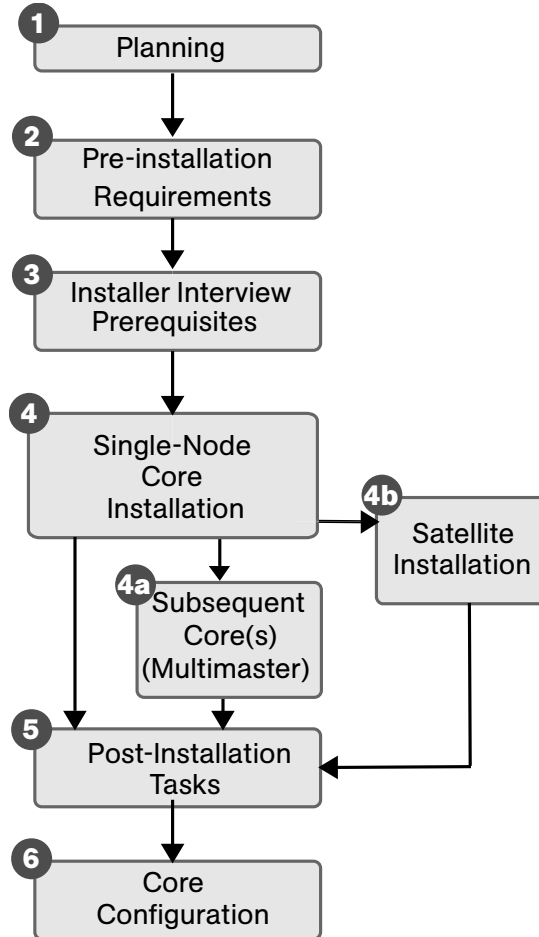 1
Planning
2
Pre-installation
Requirements
3
Installer Interview
Prerequisites
4
Single-Node
Core
Installation
4b
Satellite
Installation
4a
Subsequent
Core(s)
(Multimaster)
5
Post-Installation
Tasks
6
Core
Configuration